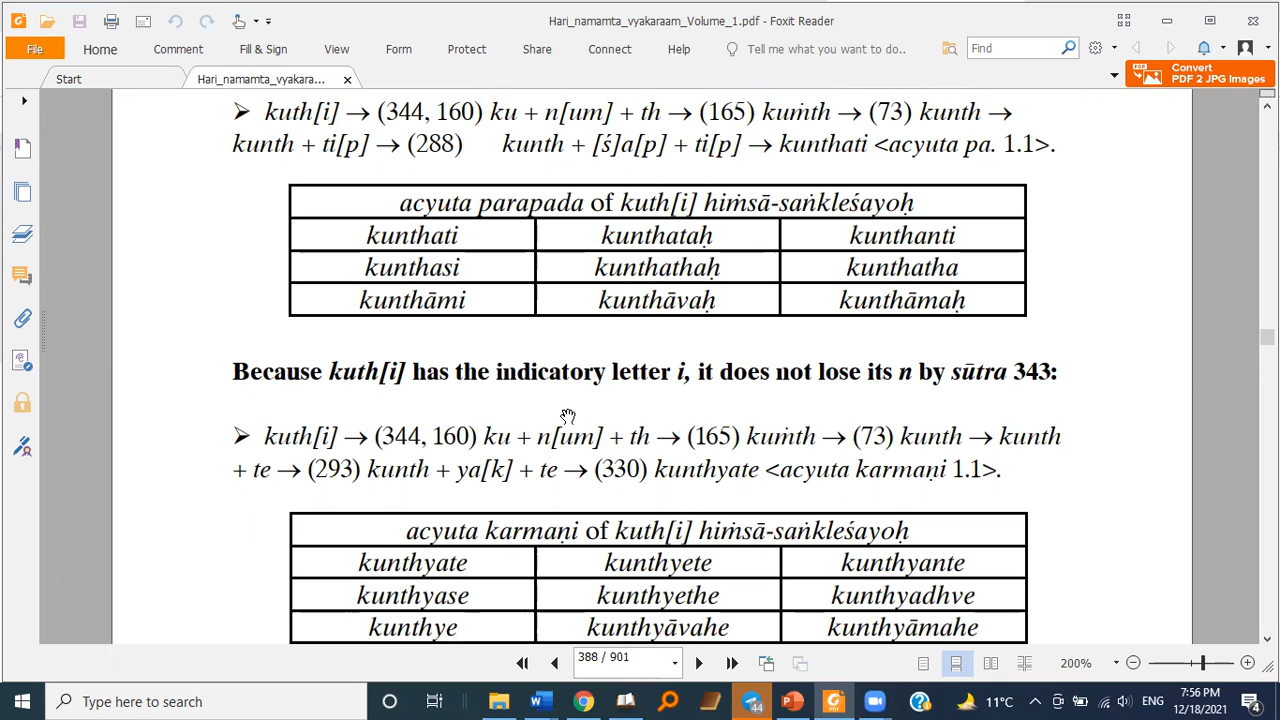 Hari_namamta_vyakaraam_Volume_1.pdf - Foxit Reader
File Home Comment Fill & Sign View Form Protect Share Connect Help Tell me what you want to do.. Find
Start Hari_namamta_vyakara... Convert
PDF 2 JPG Images
➢ kuth[i] → (344, 160) ku + n[um] + th → (165) kuṁth → (73) kunth →
kunth + ti[p] → (288) kunth + [ś]a[p] + ti[p] → kunthati <acyuta pa. 1.1>.
acyuta parapada of kuth[i] hiṁsā-saṅkleśayoḥ
kunthati kunthataḥ kunthanti
kunthasi kunthathaḥ kunthatha
kunthāmi kunthāvaḥ kunthāmaḥ
Because kuth[i] has the indicatory letter i, it does not lose its n by sūtra 343:
➢ kuth[i] → (344, 160) ku + n[um] + th → (165) kuṁth → (73) kunth → kunth
+ te → (293) kunth + ya[k] + te → (330) kunthyate <acyuta karmaṇi 1.1>.
acyuta karmaṇi of kuth[i] hiṁsā-saṅkleśayoḥ
kunthyate kunthyete kunthyante
kunthyase kunthyethe kunthyadhve
kunthye kunthyāvahe kunthyāmahe
388 / 901 200%
Type here to search 44 11°C ENG 7:56 PM
12/18/2021 4